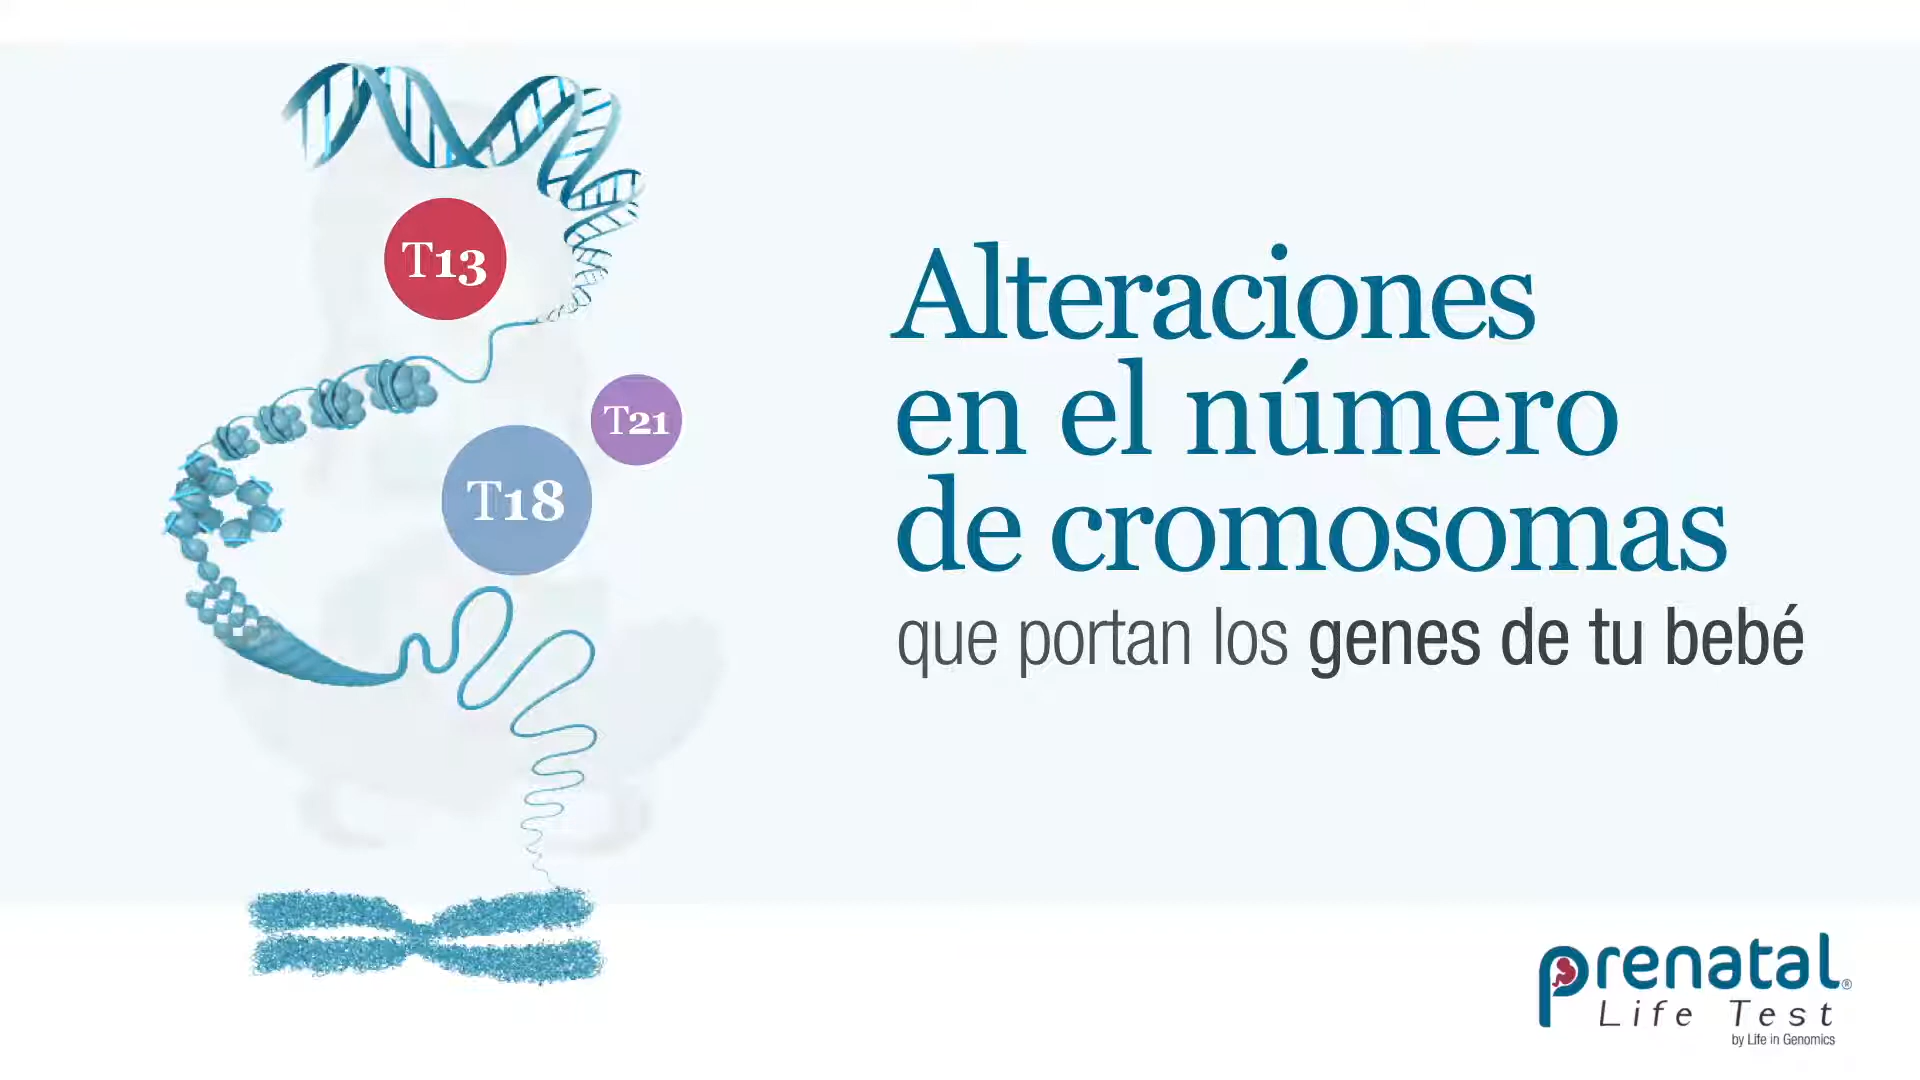 T13
T21
T18
Alteraciones
en el número
de cromosomas
que portan los genes de tu bebé
prenatal®
Life Test
by Life in Genomics